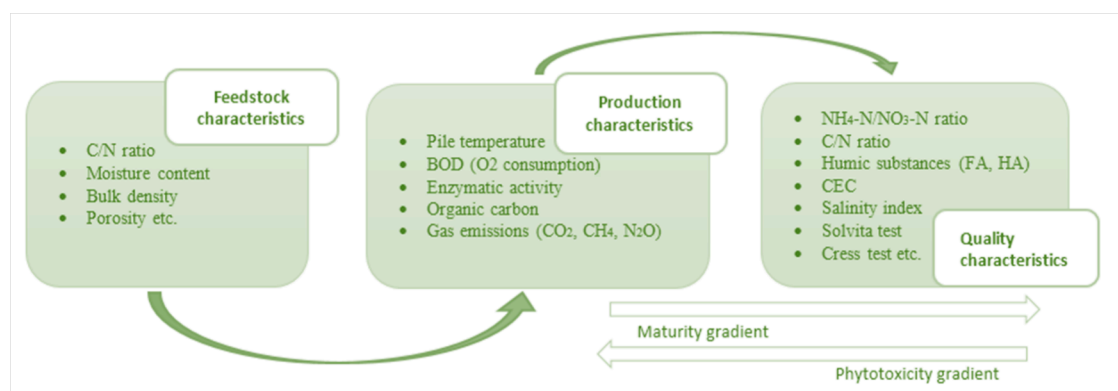 Feedstock
characteristics
• C/N ratio
• Moisture content
• Bulk density
• Porosity etc.
Production
characteristics
• Pile temperature
• BOD (O2 consumption)
• Enzymatic activity
• Organic carbon
• Gas emissions (CO₂, CH₄, N₂O)
• NH₄-N/NO₃-N ratio
• C/N ratio
• Humic substances (FA, HA)
• CEC
• Salinity index
• Solvita test
• Cress test etc.
Quality
characteristics
Maturity gradient
Phytotoxicity gradient